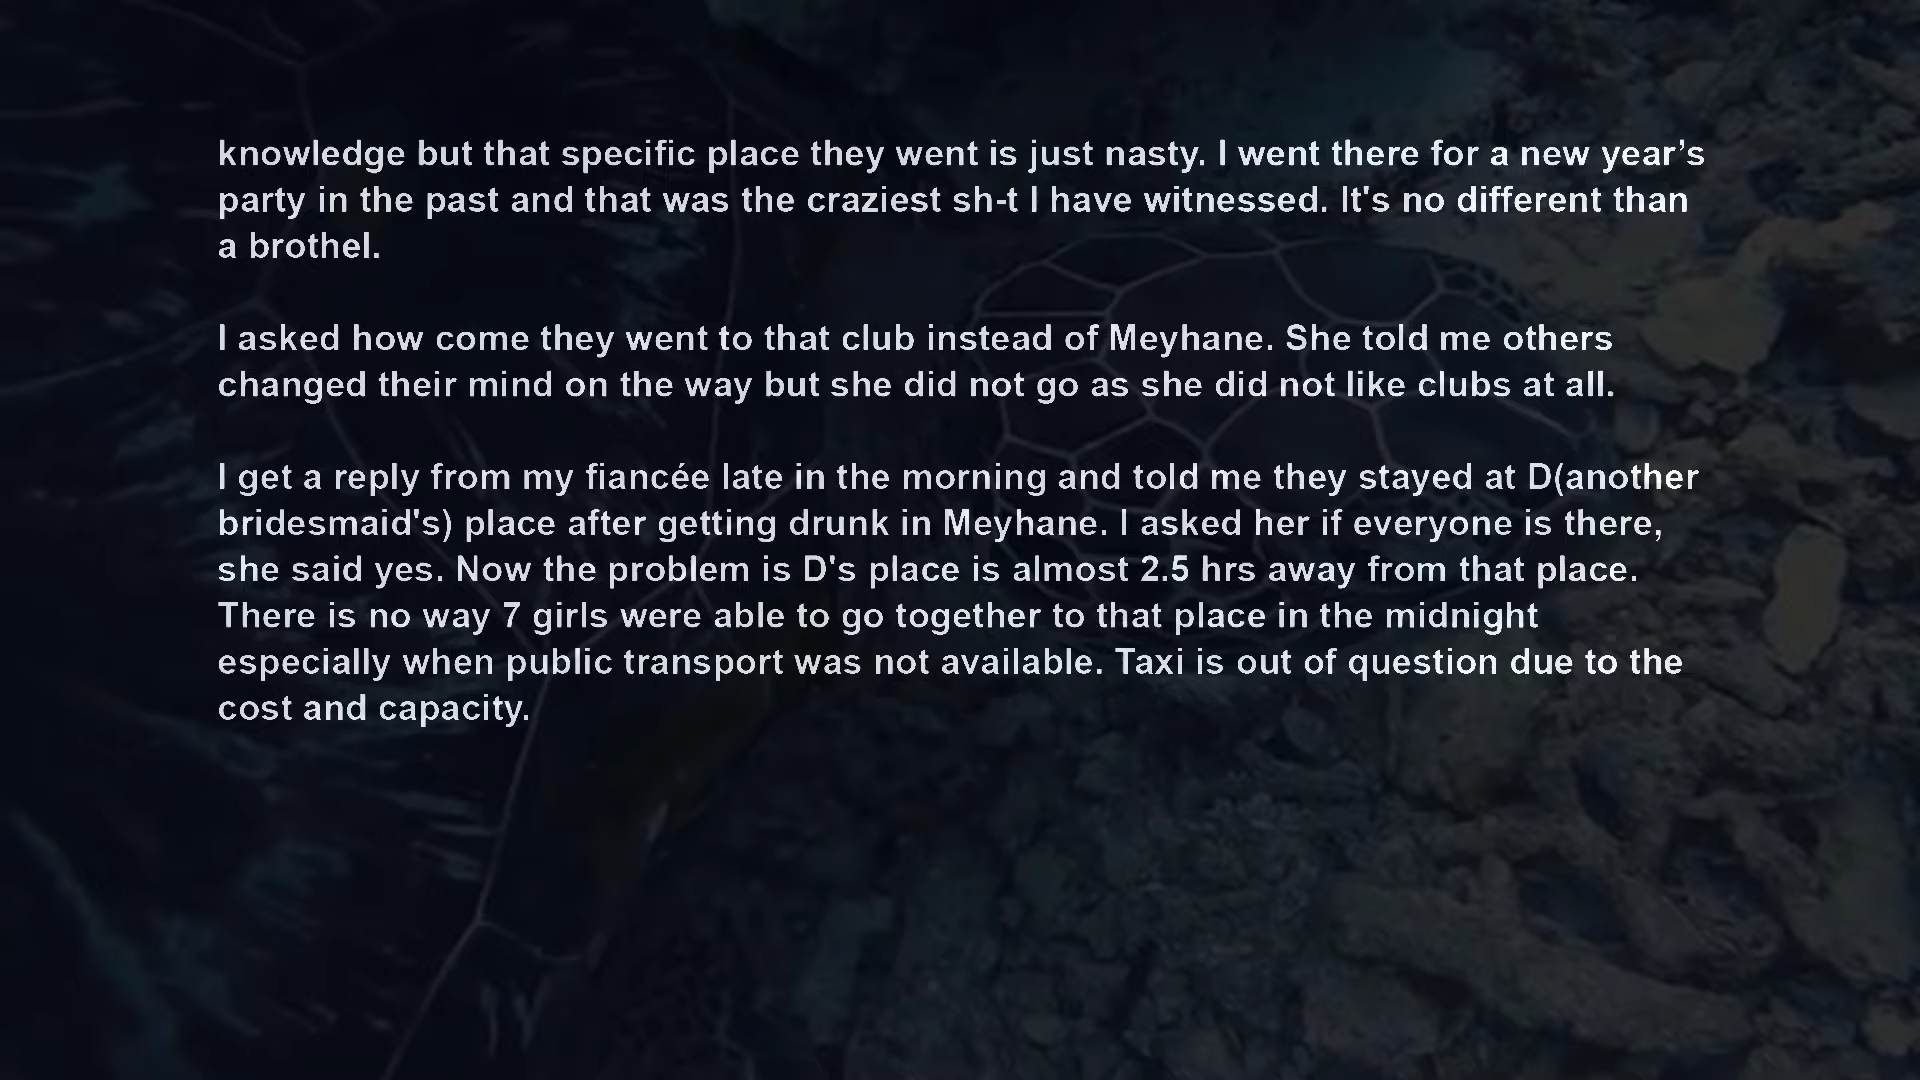 knowledge but that specific place they went is just nasty. I went there for a new year’s
party in the past and that was the craziest sh-t I have witnessed. It's no different than
a brothel.
I asked how come they went to that club instead of Meyhane. She told me others
changed their mind on the way but she did not go as she did not like clubs at all.
I get a reply from my fiancée late in the morning and told me they stayed at D(another
bridesmaid's) place after getting drunk in Meyhane. I asked her if everyone is there,
she said yes. Now the problem is D's place is almost 2.5 hrs away from that place.
There is no way 7 girls were able to go together to that place in the midnight
especially when public transport was not available. Taxi is out of question due to the
cost and capacity.